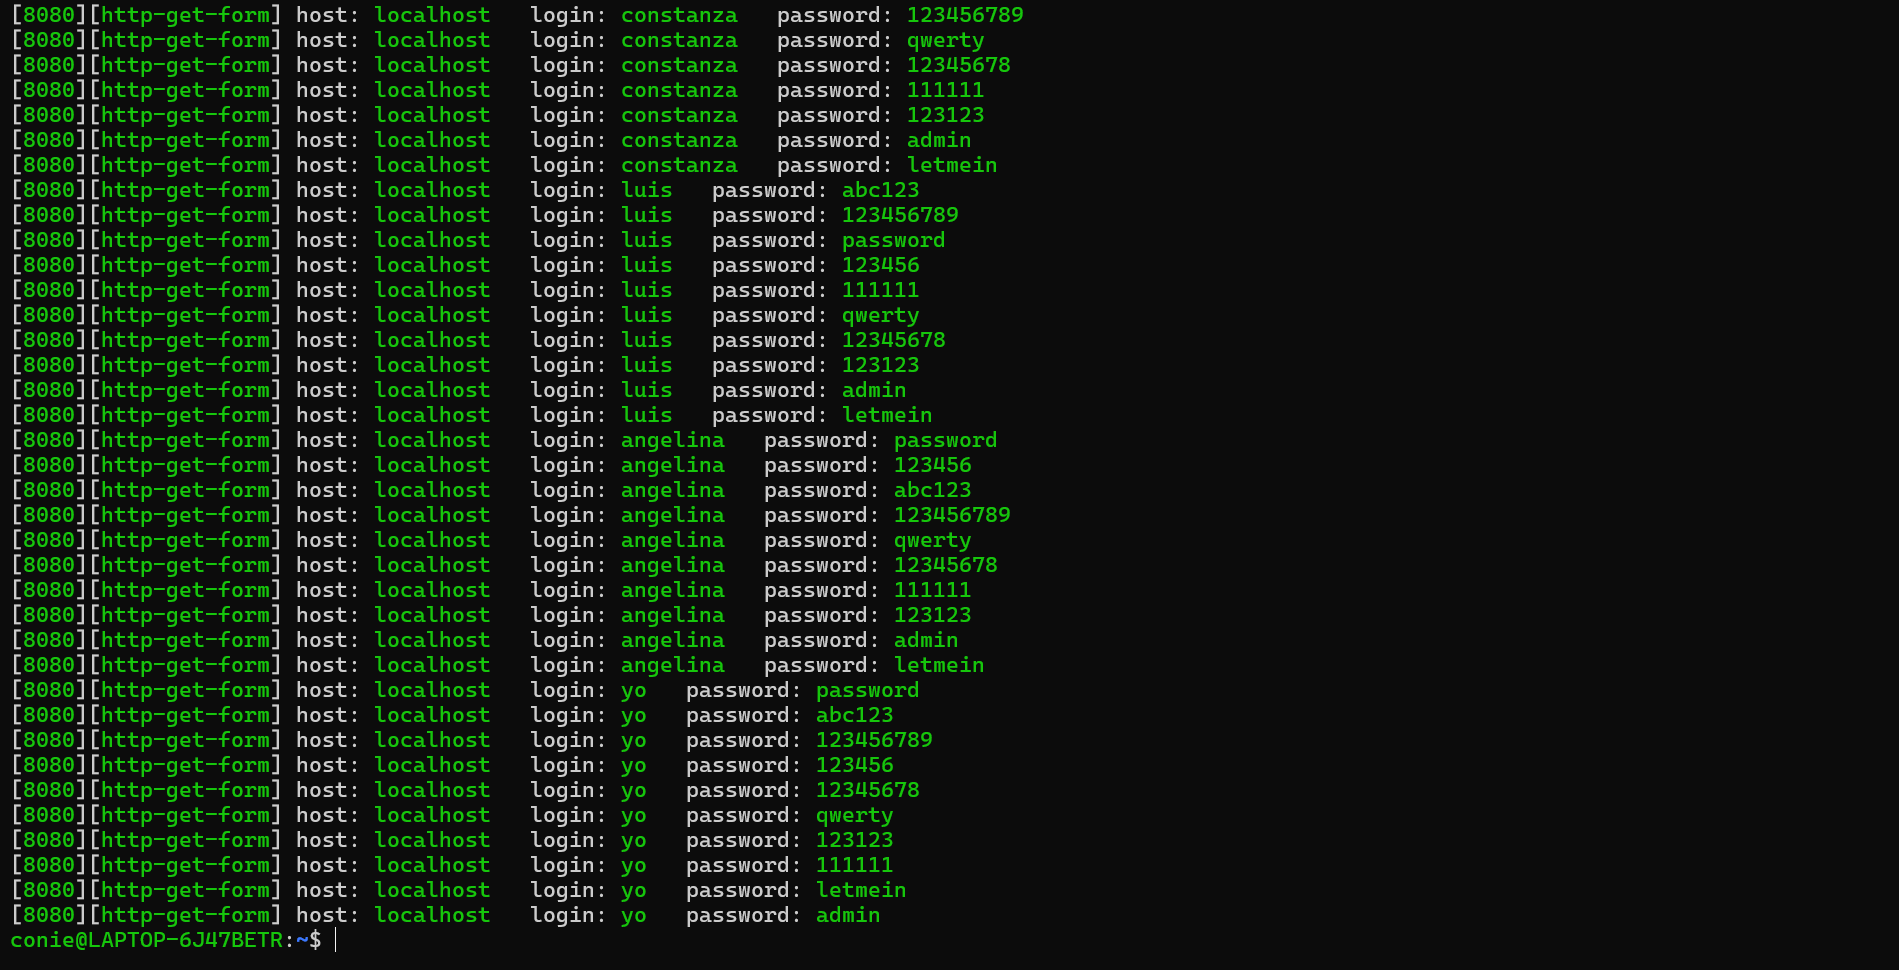 [8080][http-get-form] host: localhost   login: constanza   password: 123456789
[8080][http-get-form] host: localhost   login: constanza   password: qwerty
[8080][http-get-form] host: localhost   login: constanza   password: 12345678
[8080][http-get-form] host: localhost   login: constanza   password: 111111
[8080][http-get-form] host: localhost   login: constanza   password: 123123
[8080][http-get-form] host: localhost   login: constanza   password: admin
[8080][http-get-form] host: localhost   login: constanza   password: letmein
[8080][http-get-form] host: localhost   login: luis   password: abc123
[8080][http-get-form] host: localhost   login: luis   password: 123456789
[8080][http-get-form] host: localhost   login: luis   password: password
[8080][http-get-form] host: localhost   login: luis   password: 123456
[8080][http-get-form] host: localhost   login: luis   password: 111111
[8080][http-get-form] host: localhost   login: luis   password: qwerty
[8080][http-get-form] host: localhost   login: luis   password: 12345678
[8080][http-get-form] host: localhost   login: luis   password: 123123
[8080][http-get-form] host: localhost   login: luis   password: admin
[8080][http-get-form] host: localhost   login: luis   password: letmein
[8080][http-get-form] host: localhost   login: angelina   password: password
[8080][http-get-form] host: localhost   login: angelina   password: 123456
[8080][http-get-form] host: localhost   login: angelina   password: abc123
[8080][http-get-form] host: localhost   login: angelina   password: 123456789
[8080][http-get-form] host: localhost   login: angelina   password: qwerty
[8080][http-get-form] host: localhost   login: angelina   password: 12345678
[8080][http-get-form] host: localhost   login: angelina   password: 111111
[8080][http-get-form] host: localhost   login: angelina   password: 123123
[8080][http-get-form] host: localhost   login: angelina   password: admin
[8080][http-get-form] host: localhost   login: angelina   password: letmein
[8080][http-get-form] host: localhost   login: yo   password: password
[8080][http-get-form] host: localhost   login: yo   password: abc123
[8080][http-get-form] host: localhost   login: yo   password: 123456789
[8080][http-get-form] host: localhost   login: yo   password: 123456
[8080][http-get-form] host: localhost   login: yo   password: 12345678
[8080][http-get-form] host: localhost   login: yo   password: qwerty
[8080][http-get-form] host: localhost   login: yo   password: 123123
[8080][http-get-form] host: localhost   login: yo   password: 111111
[8080][http-get-form] host: localhost   login: yo   password: letmein
[8080][http-get-form] host: localhost   login: yo   password: admin
conie@LAPTOP-6J47BETR:~$